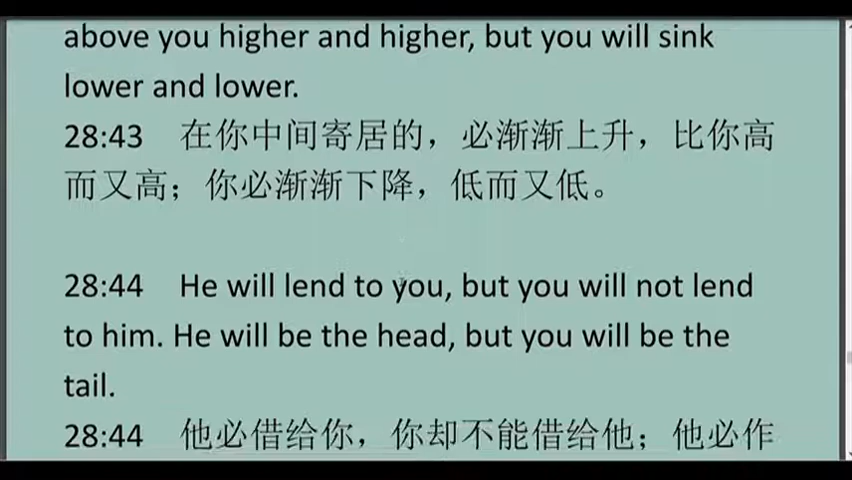 above you higher and higher, but you will sink
lower and lower.
28:43 在你中间寄居的，必渐渐上升，比你高
而又高；你必渐渐下降，低而又低。
28:44 He will lend to you, but you will not lend
to him. He will be the head, but you will be the
tail.
28:44 他必借给你，你却不能借给他；他必作